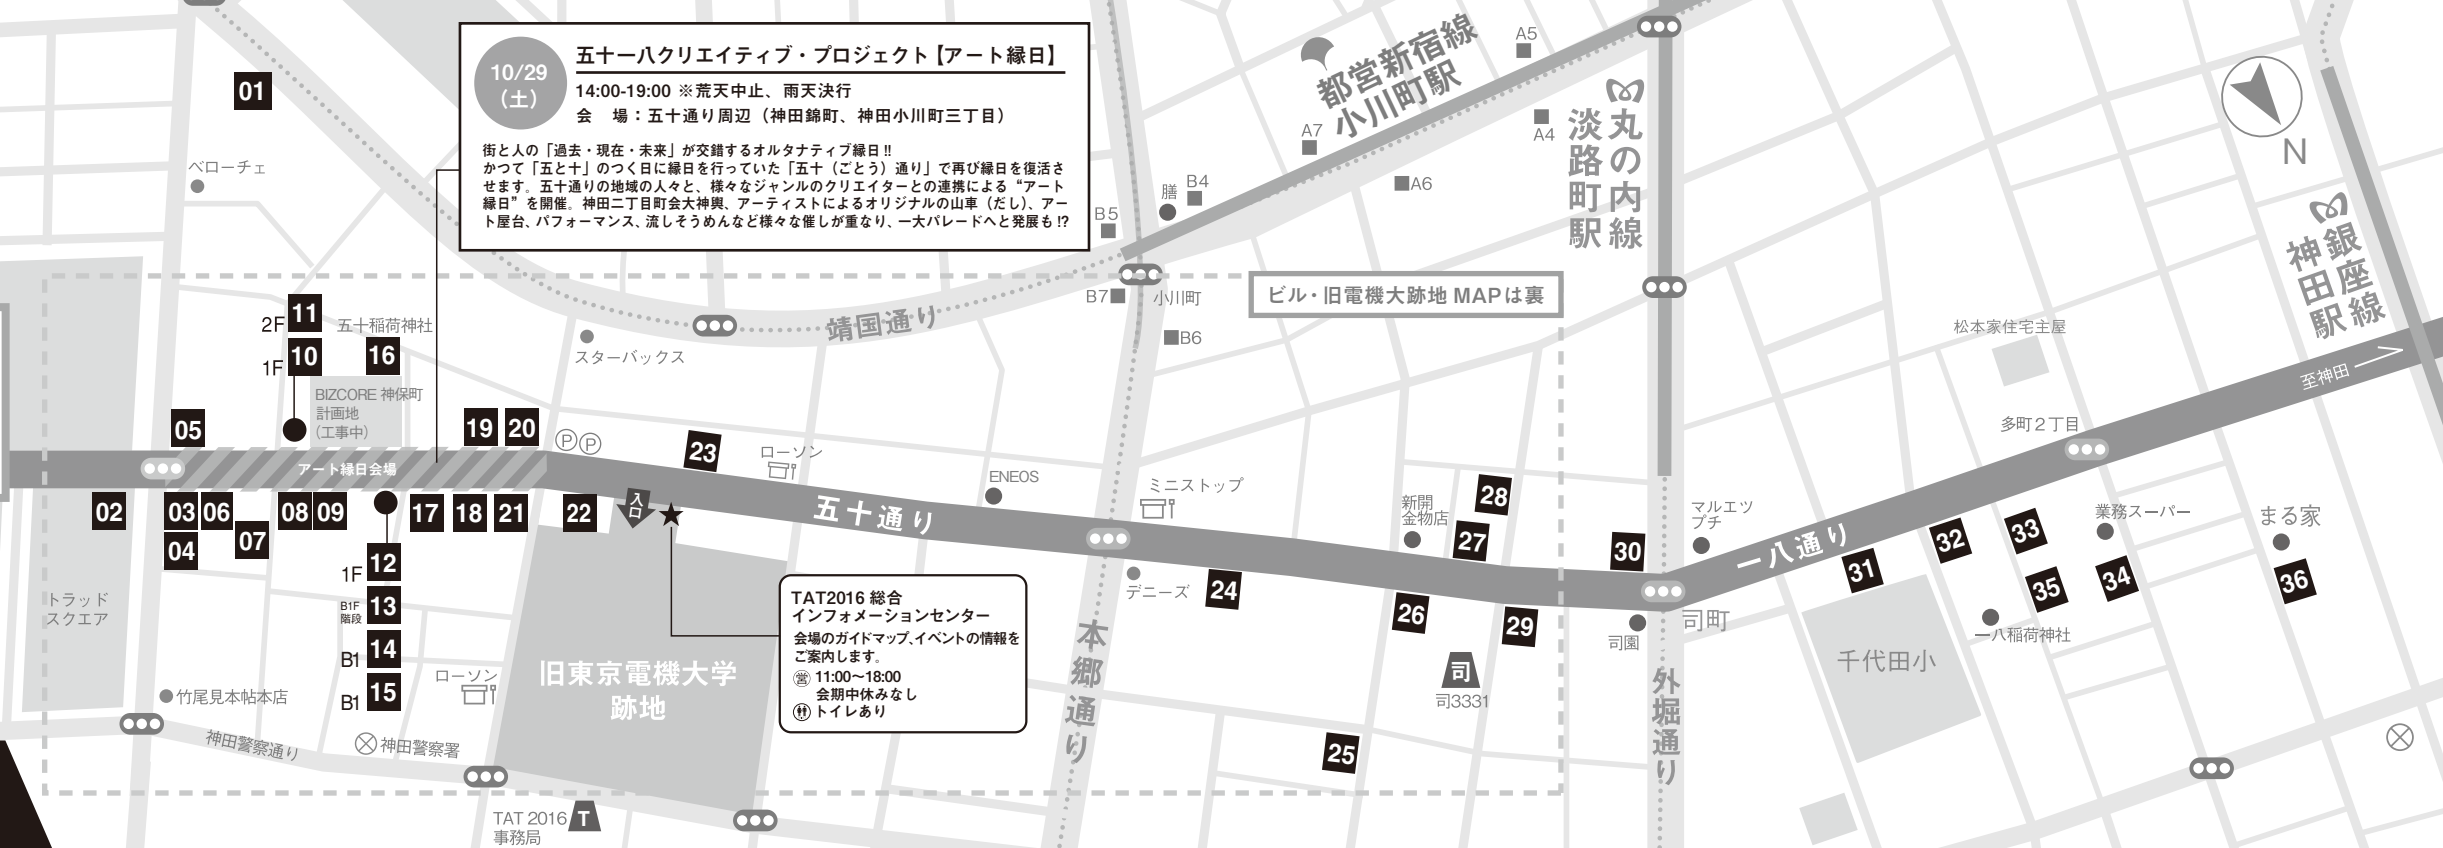 10/29
（土）
五十一八クリエイティブ・プロジェクト【アート縁日】
14:00-19:00 ※荒天中止、雨天決行
会　場：五十通り周辺（神田錦町、神田小川町三丁目）
街と人の「過去・現在・未来」が交錯するオルタナティブ縁日!!
かつて「五と十」のつく日に縁日を行っていた「五十（ごとう）通り」で再び縁日を復活さ
せます。五十通りの地域の人々と、様々なジャンルのクリエイターとの連携による“アート
縁日”を開催。神田二丁目町会大神輿、アーティストによるオリジナルの山車（だし）、アー
ト屋台、パフォーマンス、流しそうめんなど様々な催しが重なり、一大パレードへと発展も!?
01
ベローチェ
都営新宿線
小川町駅
A5
A7
A4
A6
膳
B4
B5
B7
小川町
B6
丸の内線
淡路町駅
N
銀座線
神田駅
ビル・旧電機大跡地 MAPは裏
靖国通り
スターバックス
2F
11
1F
10
五十稲荷神社
16
BIZCORE 神保町
計画地
（工事中）
05
19
20
P
P
アート縁日会場
02
03
06
04
07
08
09
17
18
21
22
入口
23
ローソン
ENEOS
五十通り
ミニストップ
デニーズ
24
新開
金物店
28
27
26
29
30
マルエツ
プチ
一八通り
至神田
松本家住宅主屋
多町2丁目
31
32
33
業務スーパー
まる家
35
34
36
一八稲荷神社
司園
司町
千代田小
司
司3331
25
本郷通り
外堀通り
1F
12
B1F
階段
13
B1
14
B1
15
トラッド
スクエア
竹尾見本帖本店
ローソン
神田警察通り
神田警察署
旧東京電機大学
跡地
TAT2016 総合
インフォメーションセンター
会場のガイドマップ、イベントの情報を
ご案内します。
営 11:00〜18:00
会期中休みなし
トイレあり
TAT 2016
事務局
T